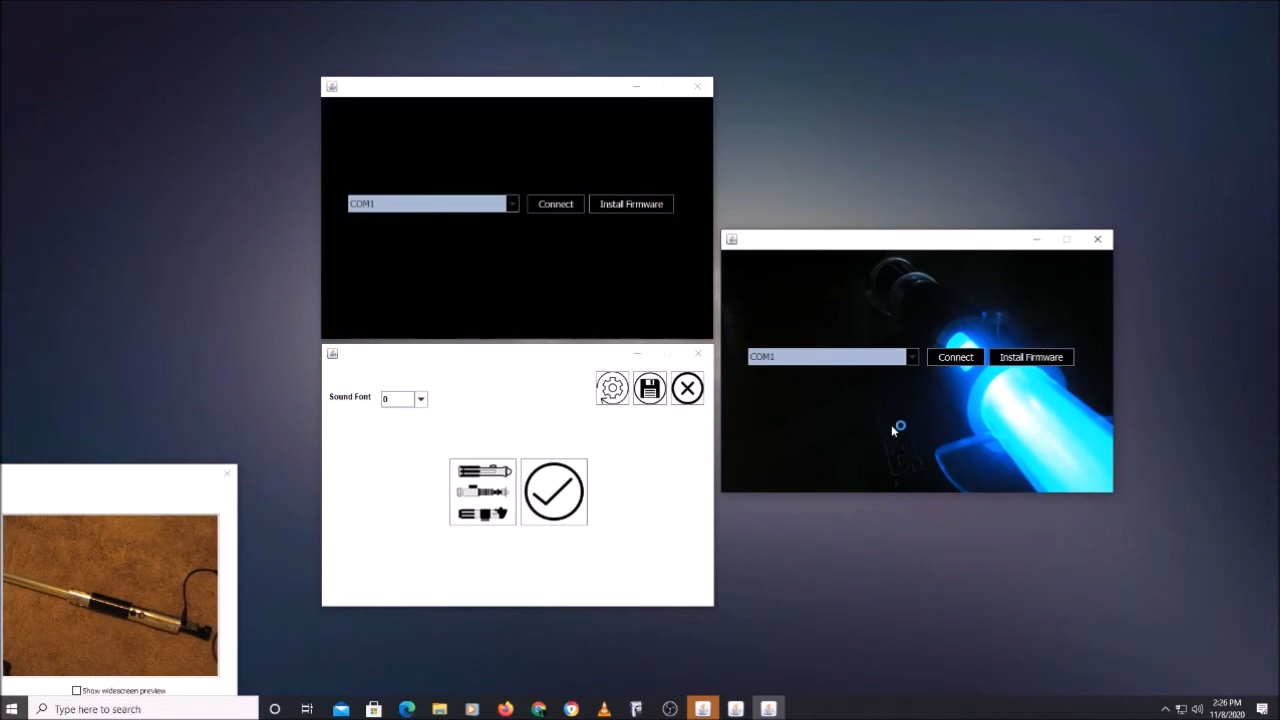 COM1 Connect Install Firmware
COM1 Connect Install Firmware
Sound Font 0
Show widescreen preview
Type here to search
2:26 PM
11/8/2020